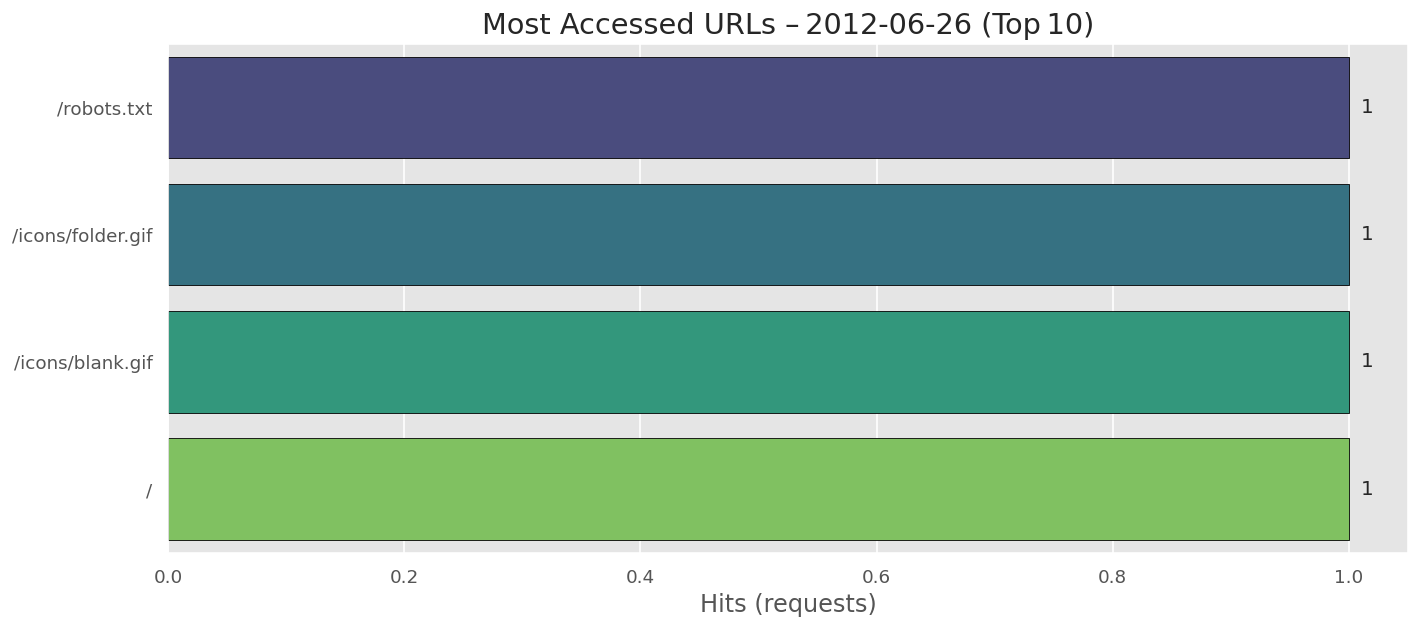 Most Accessed URLs – 2012-06-26 (Top 10)
/robots.txt
1
/icons/folder.gif
1
/icons/blank.gif
1
/
1
0.0 0.2 0.4 0.6 0.8 1.0
Hits (requests)